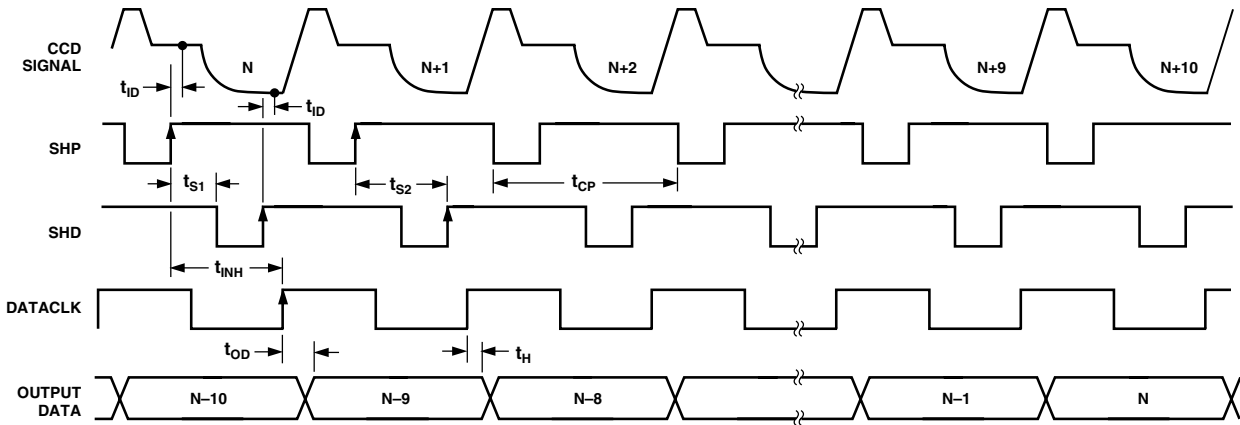 CCD
SIGNAL
N
N+1
N+2
N+9
N+10
tID
tID
SHP
tS1
tS2
tCP
SHD
tINH
DATACLK
tOD
tH
OUTPUT
DATA
N–10
N–9
N–8
N–1
N